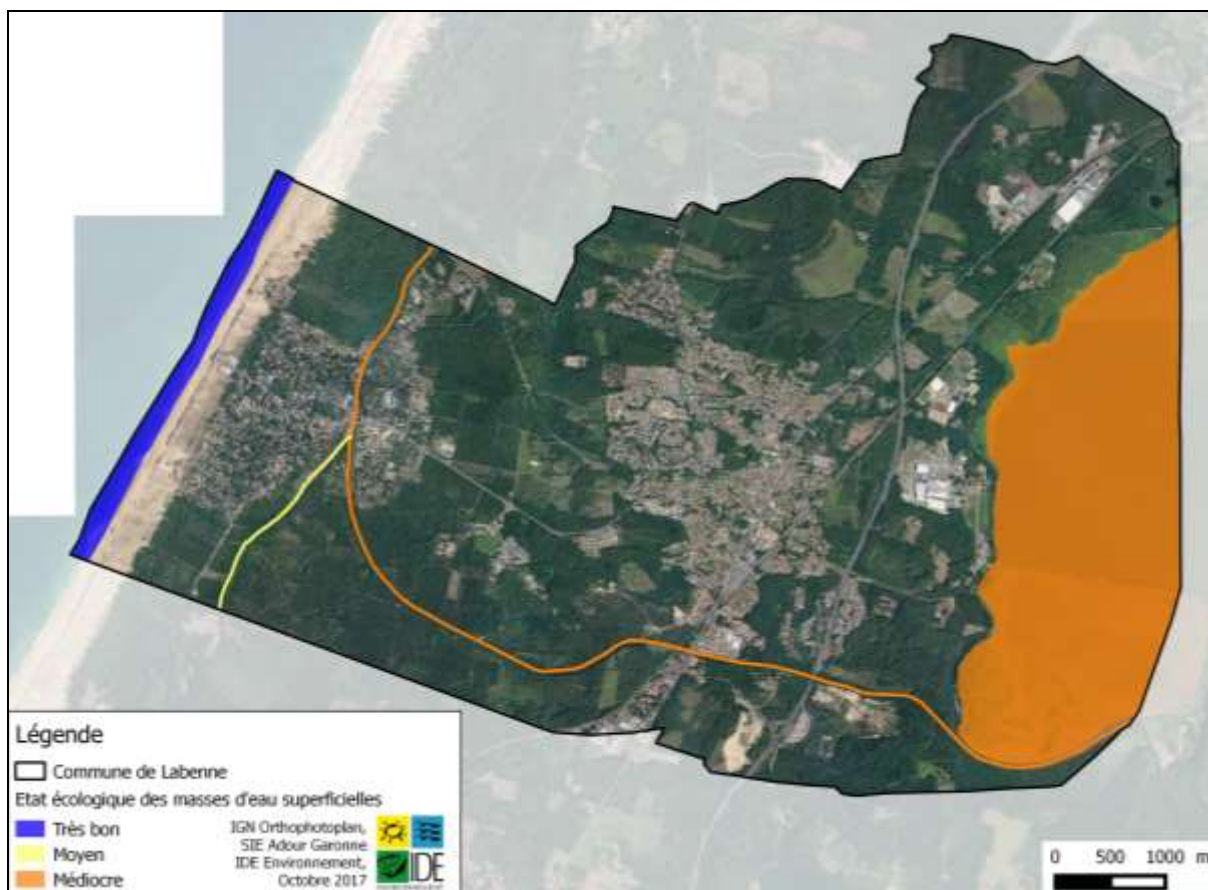 Légende
Commune de Labenne
Etat écologique des masses d'eau superficielles
Très bon
Moyen
Médiocre
IGN Orthophotoplan,
SIE Adour Garonne
IDE Environnement,
Octobre 2017
IDE
0 500 1000 m